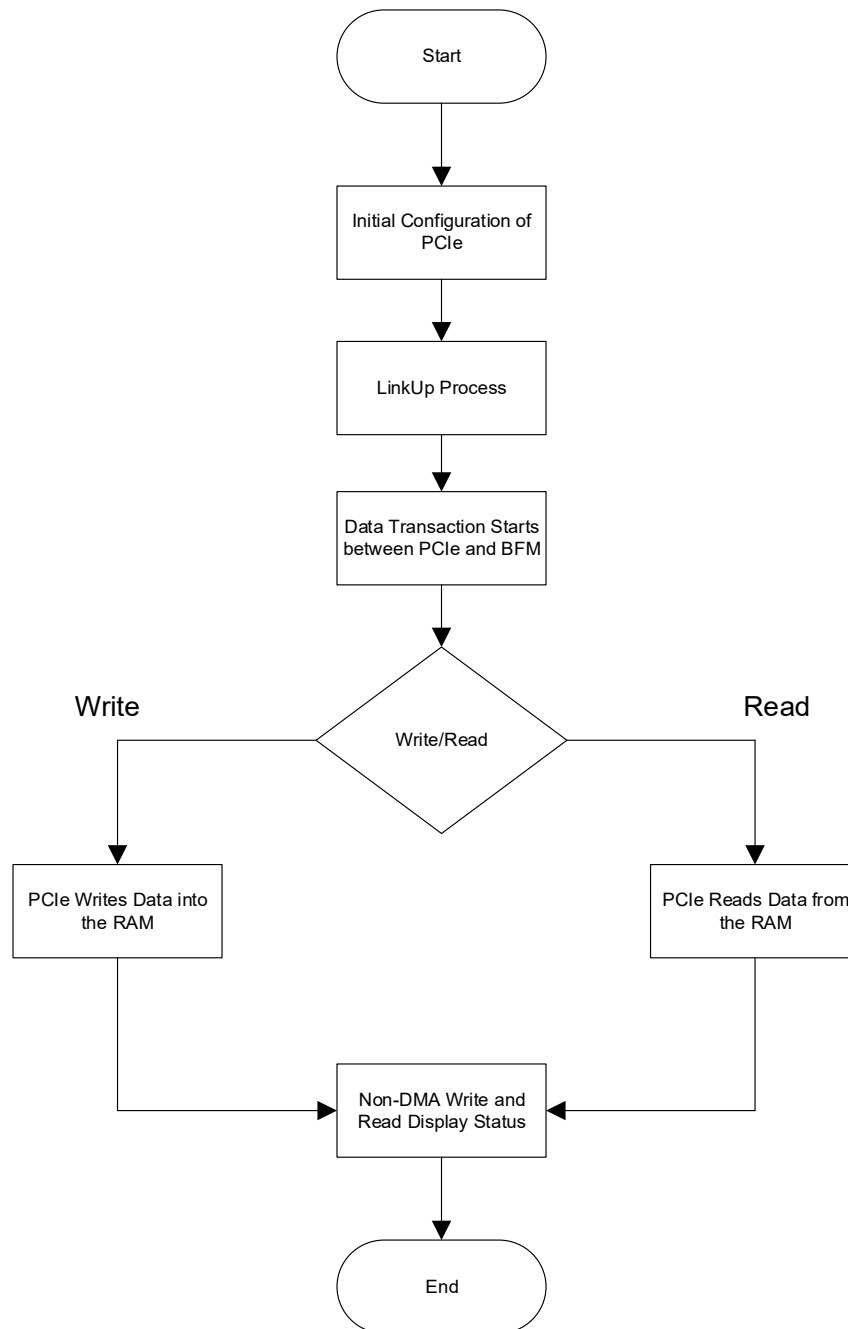 Start
Initial Configuration of
PCIe
LinkUp Process
Data Transaction Starts
between PCIe and BFM
Write
Read
Write/Read
PCIe Writes Data into
the RAM
PCIe Reads Data from
the RAM
Non-DMA Write and
Read Display Status
End